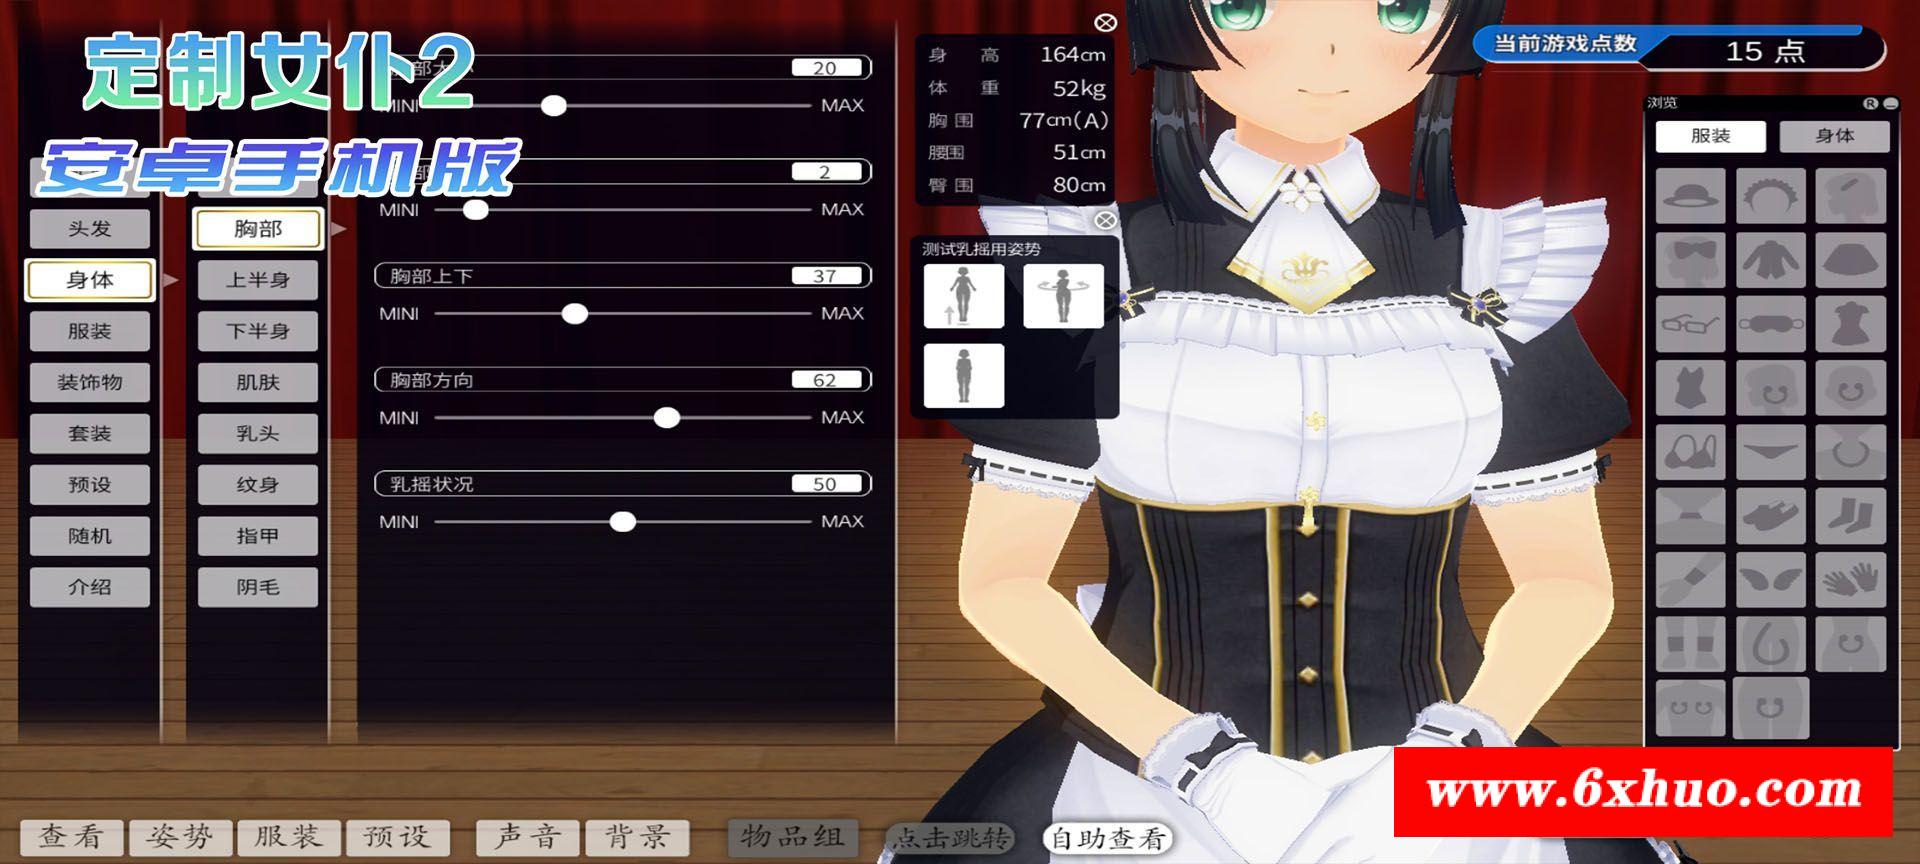 定制女仆2
安卓手机版
20
MINI
MAX
2
MINI
MAX
胸部上下
37
MINI
MAX
胸部方向
62
MINI
MAX
乳摇状况
50
MINI
MAX
头发
身体
服装
装饰物
套装
预设
随机
介绍
胸部
上半身
下半身
肌肤
乳头
纹身
指甲
阴毛
身高 164cm
体重 52kg
胸围 77cm(A)
腰围 51cm
臀围 80cm
测试乳摇用姿势
当前游戏点数
15 点
浏览
R
服装
身体
查看
姿势
服装
预设
声音
背景
物品组
点击跳转
自助查看
www.6xhuo.com